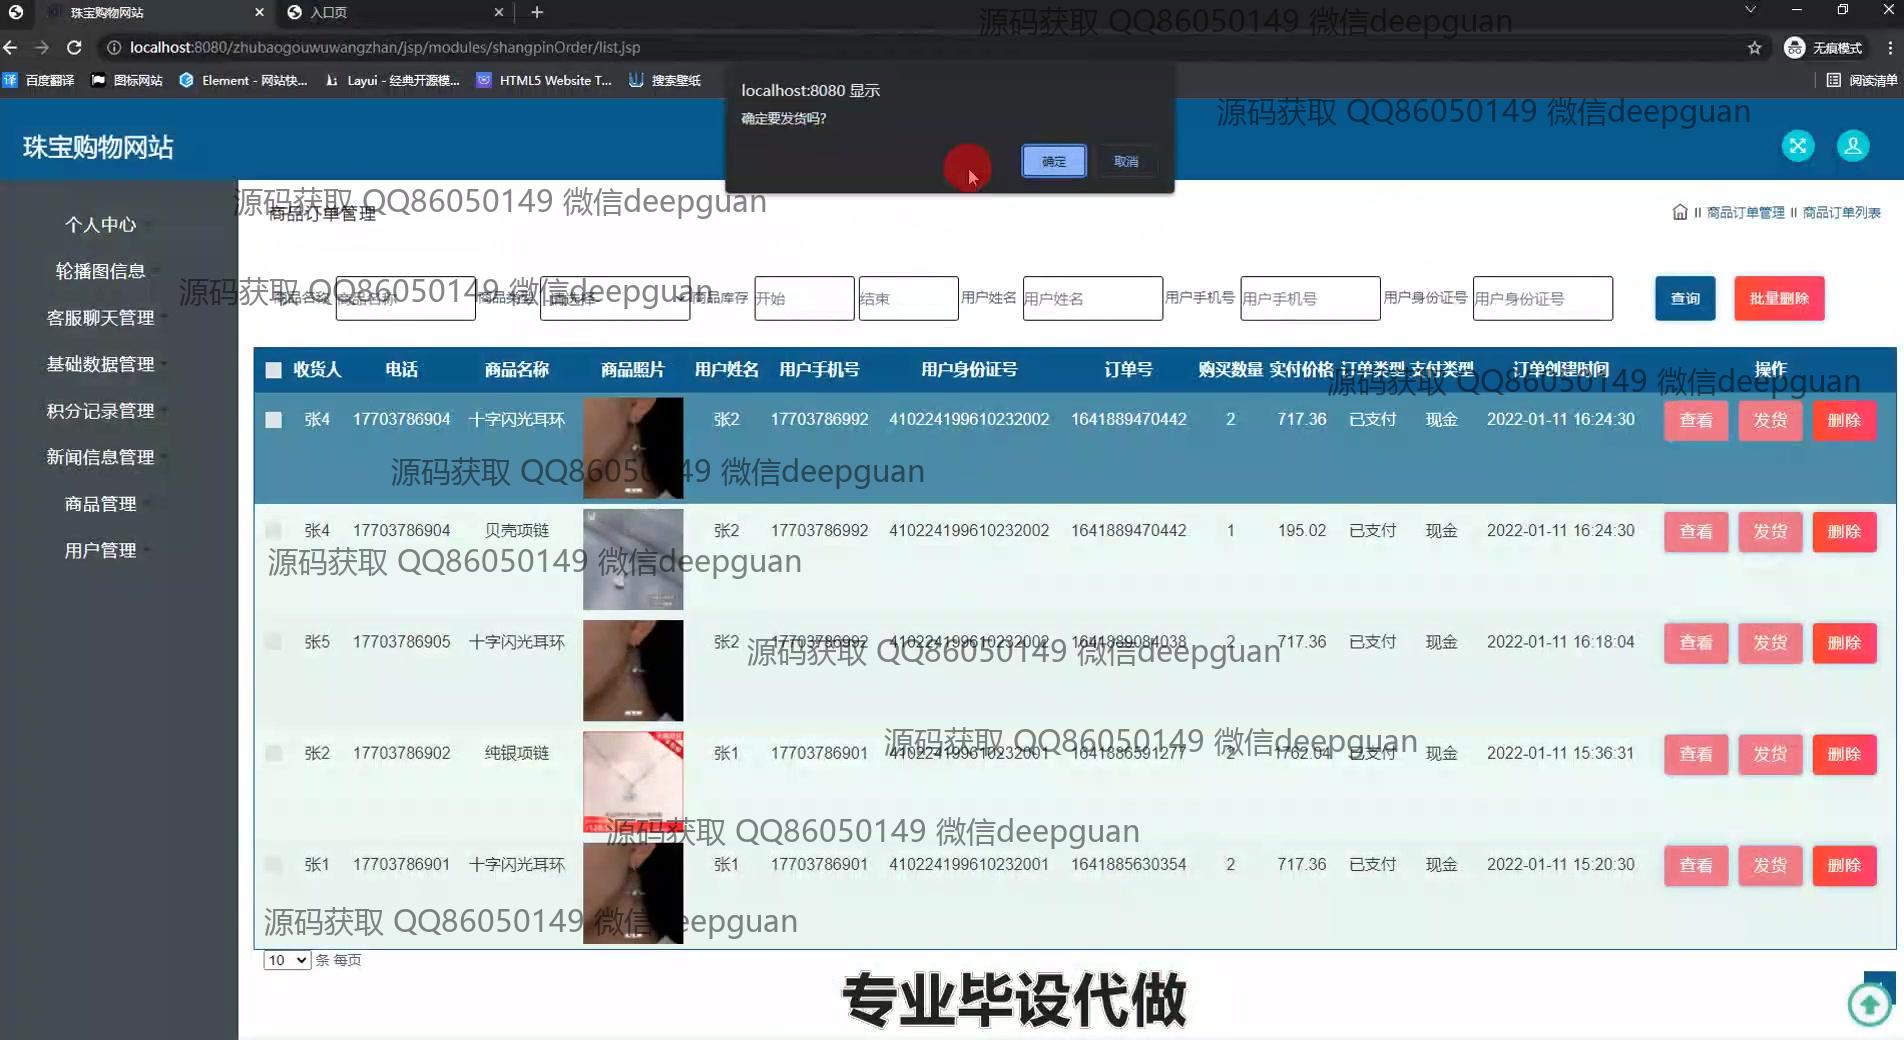 珠宝购物网站
入口页
源码获取 QQ86050149 微信deepguan
localhost:8080/zhubaogouwuwangzhan/jsp/modules/shangpinOrder/list.jsp
无痕模式
译 百度翻译 图标网站 Element - 网站快... Layui - 经典开源模... HTML5 Website T... 搜索壁纸 阅读清单
localhost:8080 显示
确定要发货吗?
确定 取消
源码获取 QQ86050149 微信deepguan
珠宝购物网站
源码获取 QQ86050149 微信deepguan
个人中心
轮播图信息
客服聊天管理
基础数据管理
积分记录管理
新闻信息管理
商品管理
用户管理
商品订单管理
商品订单管理 商品订单列表
源码获取 QQ86050149 微信deepguan
商品名称 商品名称 商品类型 请选择 商品库存 开始 结束 用户姓名 用户姓名 用户手机号 用户手机号 用户身份证号 用户身份证号 查询 批量删除
收货人 电话 商品名称 商品照片 用户姓名 用户手机号 用户身份证号 订单号 购买数量 实付价格 订单类型 支付类型 订单创建时间 操作
源码获取 QQ86050149 微信deepguan
张4 17703786904 十字闪光耳环 张2 17703786992 410224199610232002 1641889470442 2 717.36 已支付 现金 2022-01-11 16:24:30 查看 发货 删除
源码获取 QQ86050149 微信deepguan
张4 17703786904 贝壳项链 张2 17703786992 410224199610232002 1641889470442 1 195.02 已支付 现金 2022-01-11 16:24:30 查看 发货 删除
源码获取 QQ86050149 微信deepguan
张5 17703786905 十字闪光耳环 张2 17703786992 410224199610232002 1641889084038 2 717.36 已支付 现金 2022-01-11 16:18:04 查看 发货 删除
源码获取 QQ86050149 微信deepguan
张2 17703786902 纯银项链 张1 17703786901 410224199610232001 1641886591277 2 1762.04 已支付 现金 2022-01-11 15:36:31 查看 发货 删除
源码获取 QQ86050149 微信deepguan
源码获取 QQ86050149 微信deepguan
张1 17703786901 十字闪光耳环 张1 17703786901 410224199610232001 1641885630354 2 717.36 已支付 现金 2022-01-11 15:20:30 查看 发货 删除
源码获取 QQ86050149 微信deepguan
10 条 每页
专业毕设代做